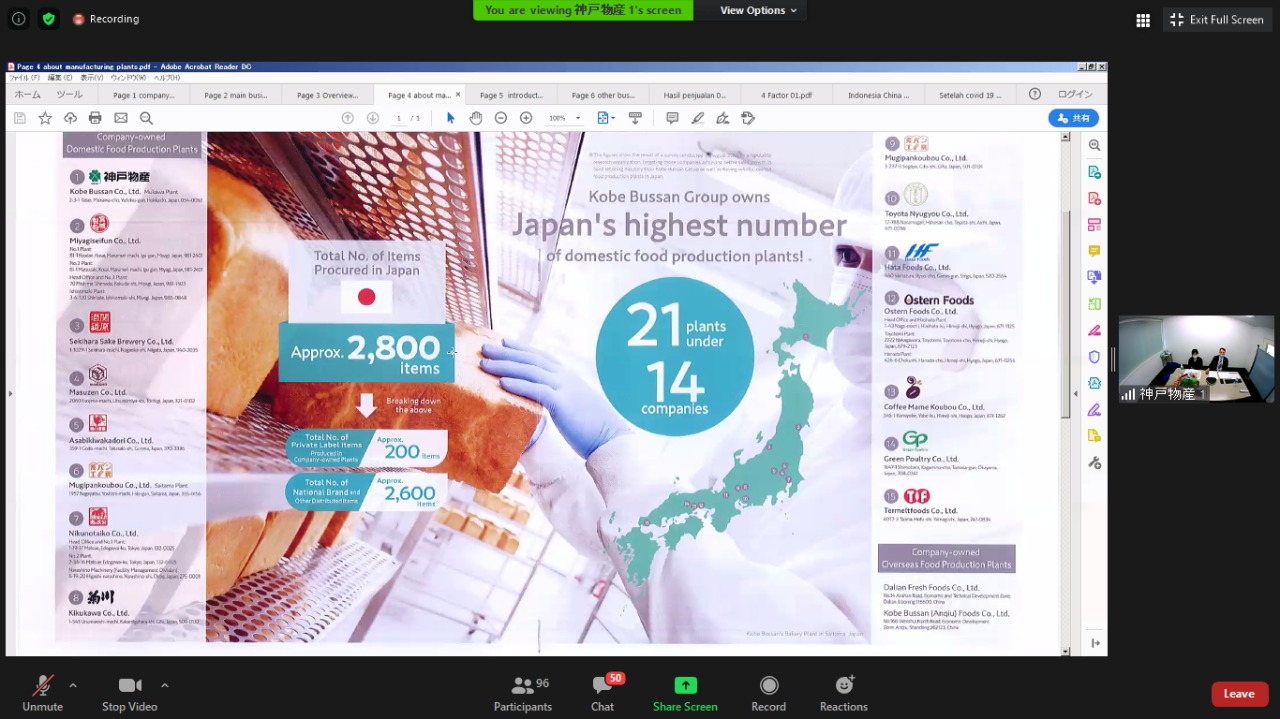 Recording
You are viewing 神戸物産 1's screen
View Options
Exit Full Screen
Page 4 about manufacturing plants.pdf - Adobe Acrobat Reader DC
ファイル(F) 編集(E) 表示(V) ウィンドウ(W) ヘルプ(H)
ホーム ツール Page 1 company... Page 2 main busi... Page 3 Overview... Page 4 about ma... Page 5 introduct... Page 6 other bus... Hasil penjualan 0... 4 Factor 01.pdf Indonesia China ... Setelah covid 19 ... ログイン
1 / 1 100% 共有
Company-owned
Domestic Food Production Plants
1 神戸物産
Kobe Bussan Co., Ltd. Mukawa Plant
2
Miyagiseifun Co., Ltd.
3
Sekihara Sake Brewery Co., Ltd.
4
Masuzen Co., Ltd.
5
Asabikiwakadori Co., Ltd.
6
Mugipankoubou Co., Ltd. Saitama Plant
7
Nikunotaiko Co., Ltd.
8 菊川
Kikukawa Co., Ltd.
Total No. of Items
Procured in Japan
Approx. 2,800
items
Breaking down
the above
Total No. of
Private Label Items
Produced in
Company-owned Plants
Approx.
200 items
Total No. of
National Brand and
Other Distributed Items
Approx.
2,600
items
Kobe Bussan Group owns
Japan's highest number
of domestic food production plants!
21 plants
under
14
companies
Kobe Bussan's Bakery Plant in Saitama, Japan
9
Mugipankoubou Co., Ltd.
10
Toyota Nyugyou Co., Ltd.
11 HF
Hata Foods Co., Ltd.
12 Ostern Foods
Ostern Foods Co., Ltd.
13
Coffee Mame Koubou Co., Ltd.
14 GP
Green Poultry Co., Ltd.
15 TF
Termeltfoods Co., Ltd.
Company-owned
Overseas Food Production Plants
Dalian Fresh Foods Co., Ltd.
Kobe Bussan (Anqiu) Foods Co., Ltd.
神戸物産 1
Unmute
Stop Video
96
Participants
50
Chat
Share Screen
Record
Reactions
Leave